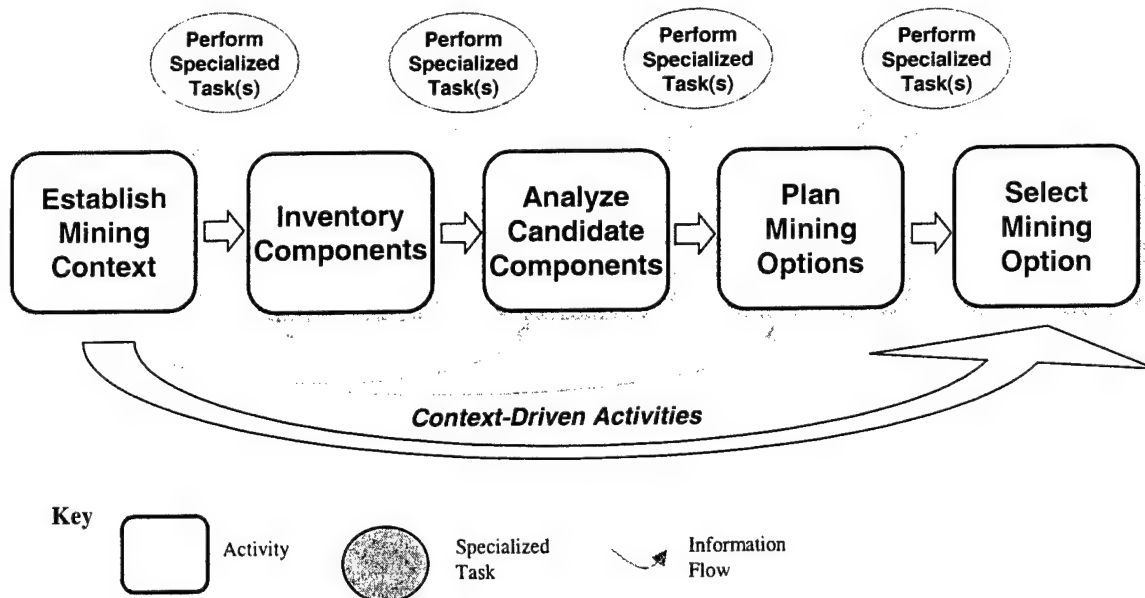 Perform
Specialized
Task(s)
Perform
Specialized
Task(s)
Perform
Specialized
Task(s)
Perform
Specialized
Task(s)
Establish
Mining
Context
Inventory
Components
Analyze
Candidate
Components
Plan
Mining
Options
Select
Mining
Option
Context-Driven Activities
Key
Activity
Specialized
Task
Information
Flow